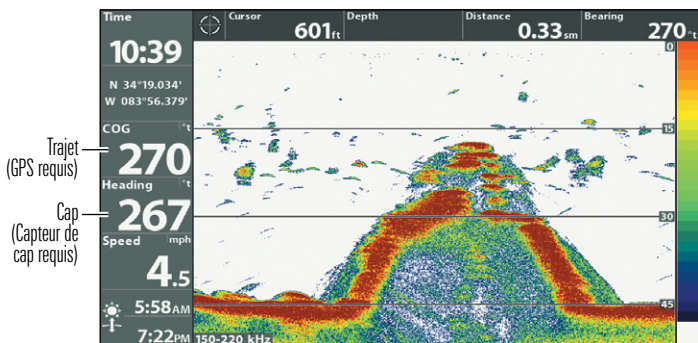 Time
10:39
N 34°19.034'
W 083°56.379'
COG °t
270
Heading °t
267
Speed mph
4.5
5:58AM
7:22PM
Cursor
601ft
Depth
Distance
0.33sm
Bearing
270°t
0
15
30
45
150-220 kHz
Trajet
(GPS requis)
Cap
(Capteur de
cap requis)